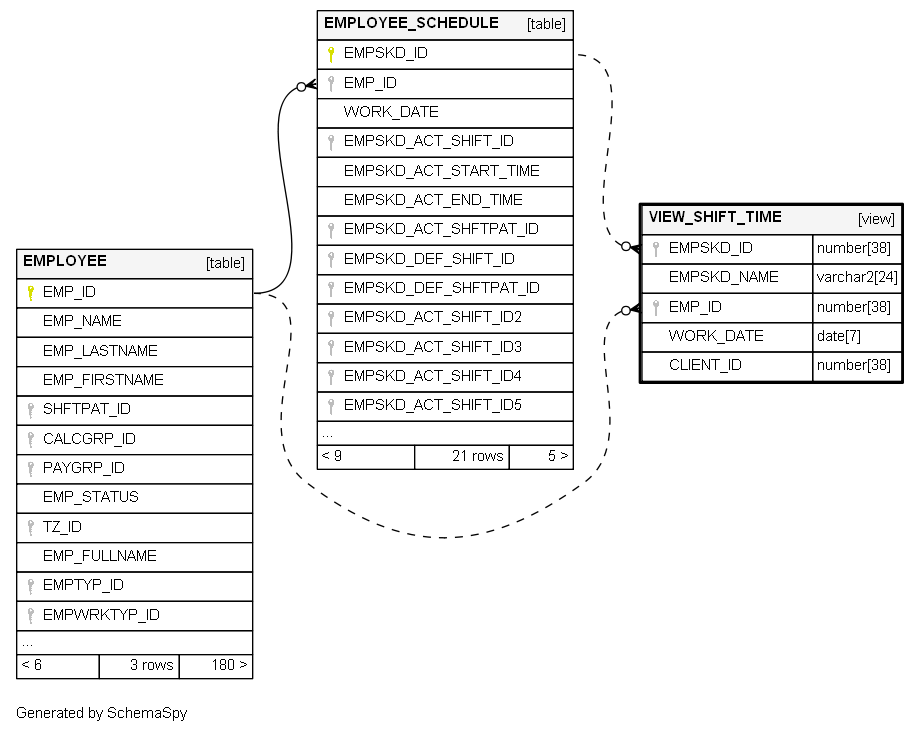 EMPLOYEE_SCHEDULE [table]
EMPSKD_ID
EMP_ID
WORK_DATE
EMPSKD_ACT_SHIFT_ID
EMPSKD_ACT_START_TIME
EMPSKD_ACT_END_TIME
EMPSKD_ACT_SHFTPAT_ID
EMPSKD_DEF_SHIFT_ID
EMPSKD_DEF_SHFTPAT_ID
EMPSKD_ACT_SHIFT_ID2
EMPSKD_ACT_SHIFT_ID3
EMPSKD_ACT_SHIFT_ID4
EMPSKD_ACT_SHIFT_ID5
...
< 9 21 rows 5 >
VIEW_SHIFT_TIME [view]
EMPSKD_ID number[38]
EMPSKD_NAME varchar2[24]
EMP_ID number[38]
WORK_DATE date[7]
CLIENT_ID number[38]
EMPLOYEE [table]
EMP_ID
EMP_NAME
EMP_LASTNAME
EMP_FIRSTNAME
SHFTPAT_ID
CALCGRP_ID
PAYGRP_ID
EMP_STATUS
TZ_ID
EMP_FULLNAME
EMPTYP_ID
EMPWRKTYP_ID
...
< 6 3 rows 180 >
Generated by SchemaSpy